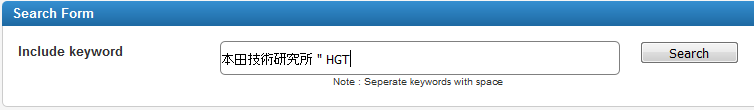 Search Form
Include keyword 本田技術研究所 " HGT Search
Note : Seperate keywords with space